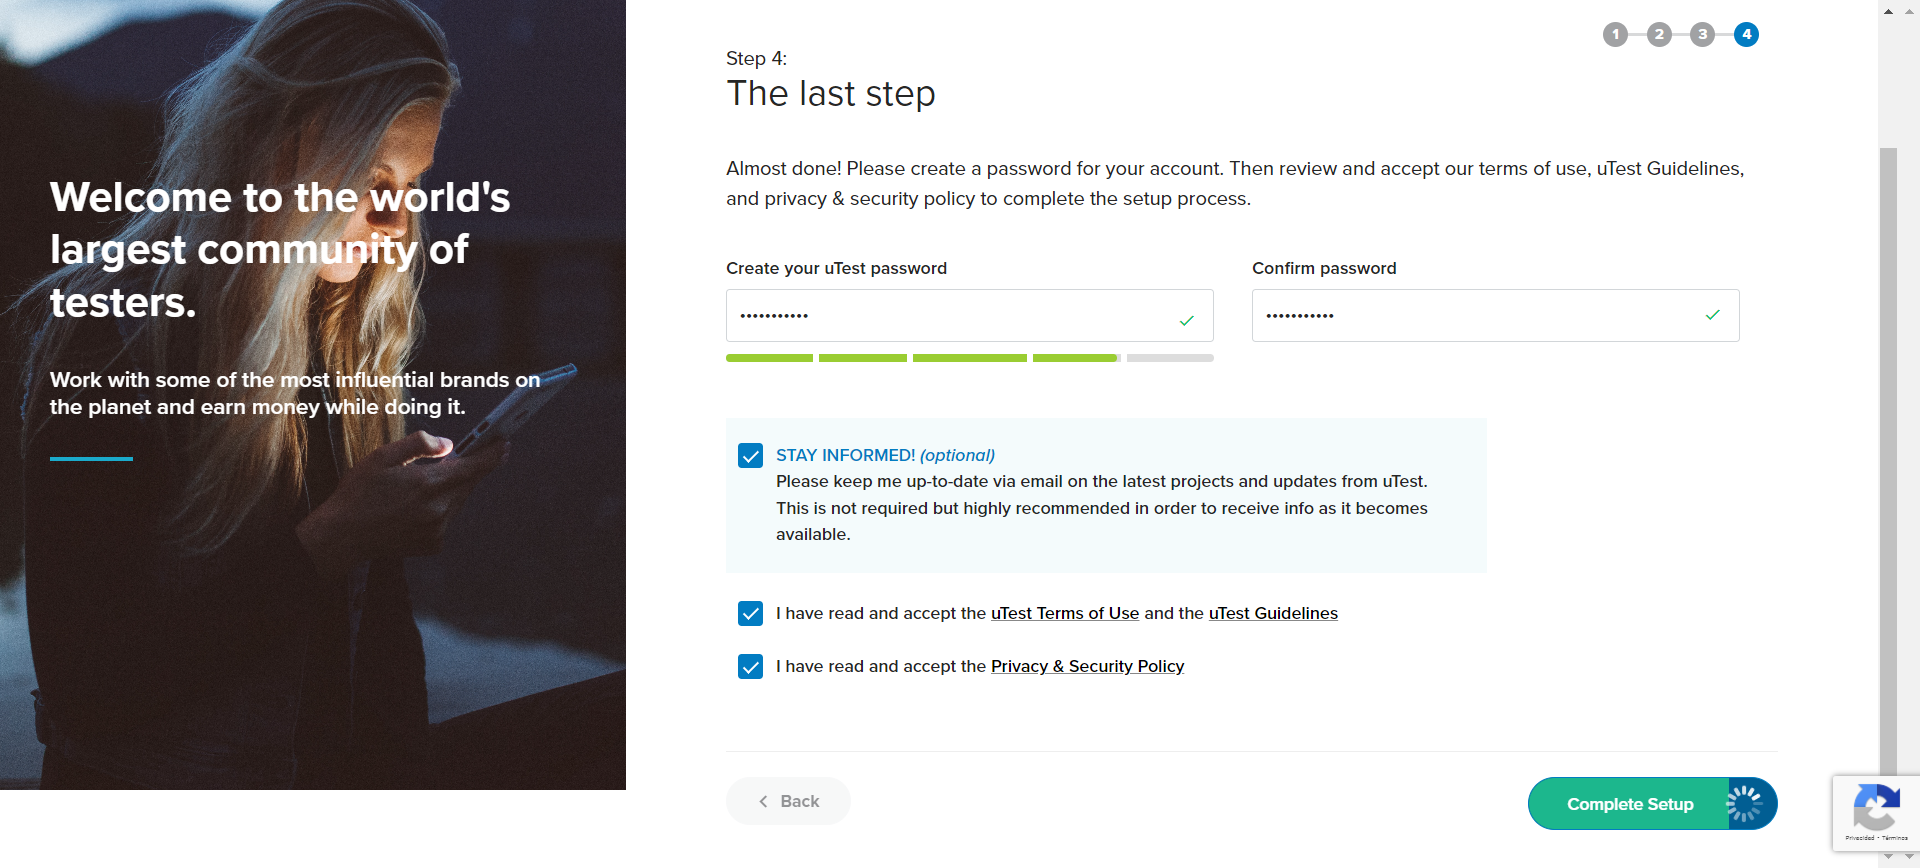 Welcome to the world's
largest community of
testers.
Work with some of the most influential brands on
the planet and earn money while doing it.
1 2 3 4
Step 4:
The last step
Almost done! Please create a password for your account. Then review and accept our terms of use, uTest Guidelines,
and privacy & security policy to complete the setup process.
Create your uTest password
Confirm password
•••••••••••
•••••••••••
STAY INFORMED! (optional)
Please keep me up-to-date via email on the latest projects and updates from uTest.
This is not required but highly recommended in order to receive info as it becomes
available.
I have read and accept the uTest Terms of Use and the uTest Guidelines
I have read and accept the Privacy & Security Policy
Back
Complete Setup
Privacidad - Términos